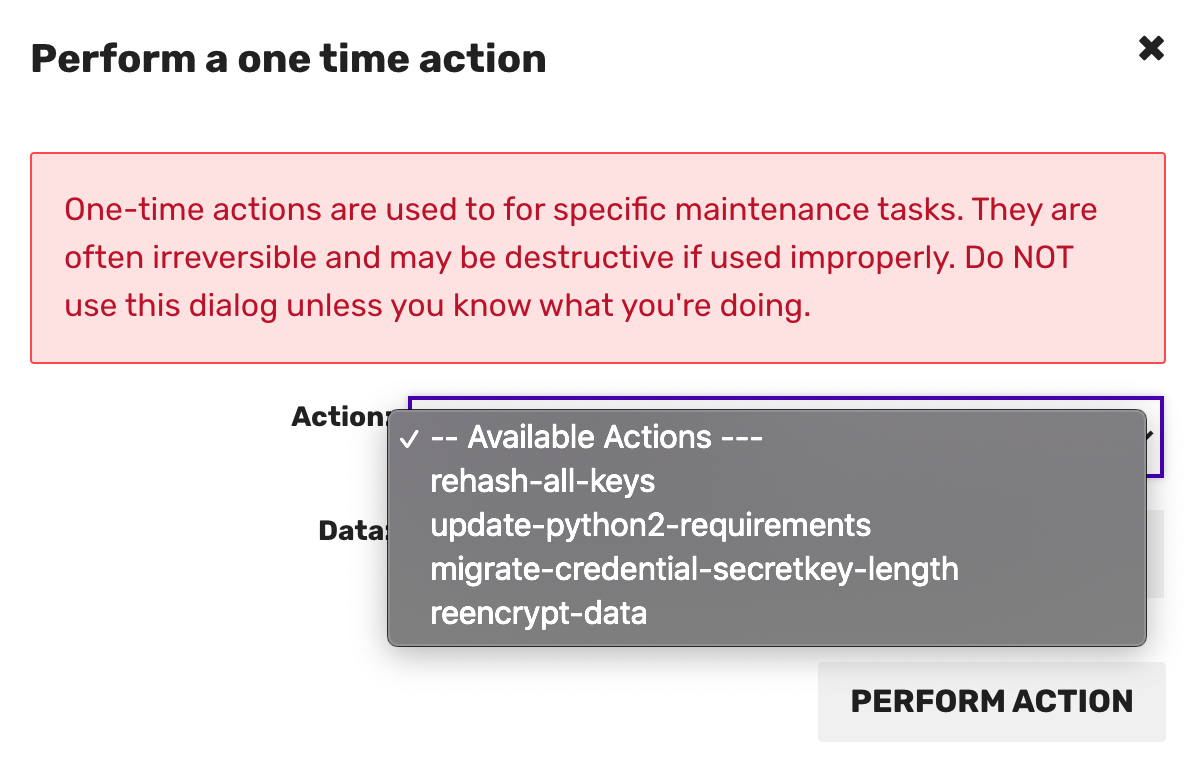 Perform a one time action
One-time actions are used to for specific maintenance tasks. They are
often irreversible and may be destructive if used improperly. Do NOT
use this dialog unless you know what you're doing.
Action:
-- Available Actions ---
rehash-all-keys
update-python2-requirements
Data:
migrate-credential-secretkey-length
reencrypt-data
PERFORM ACTION